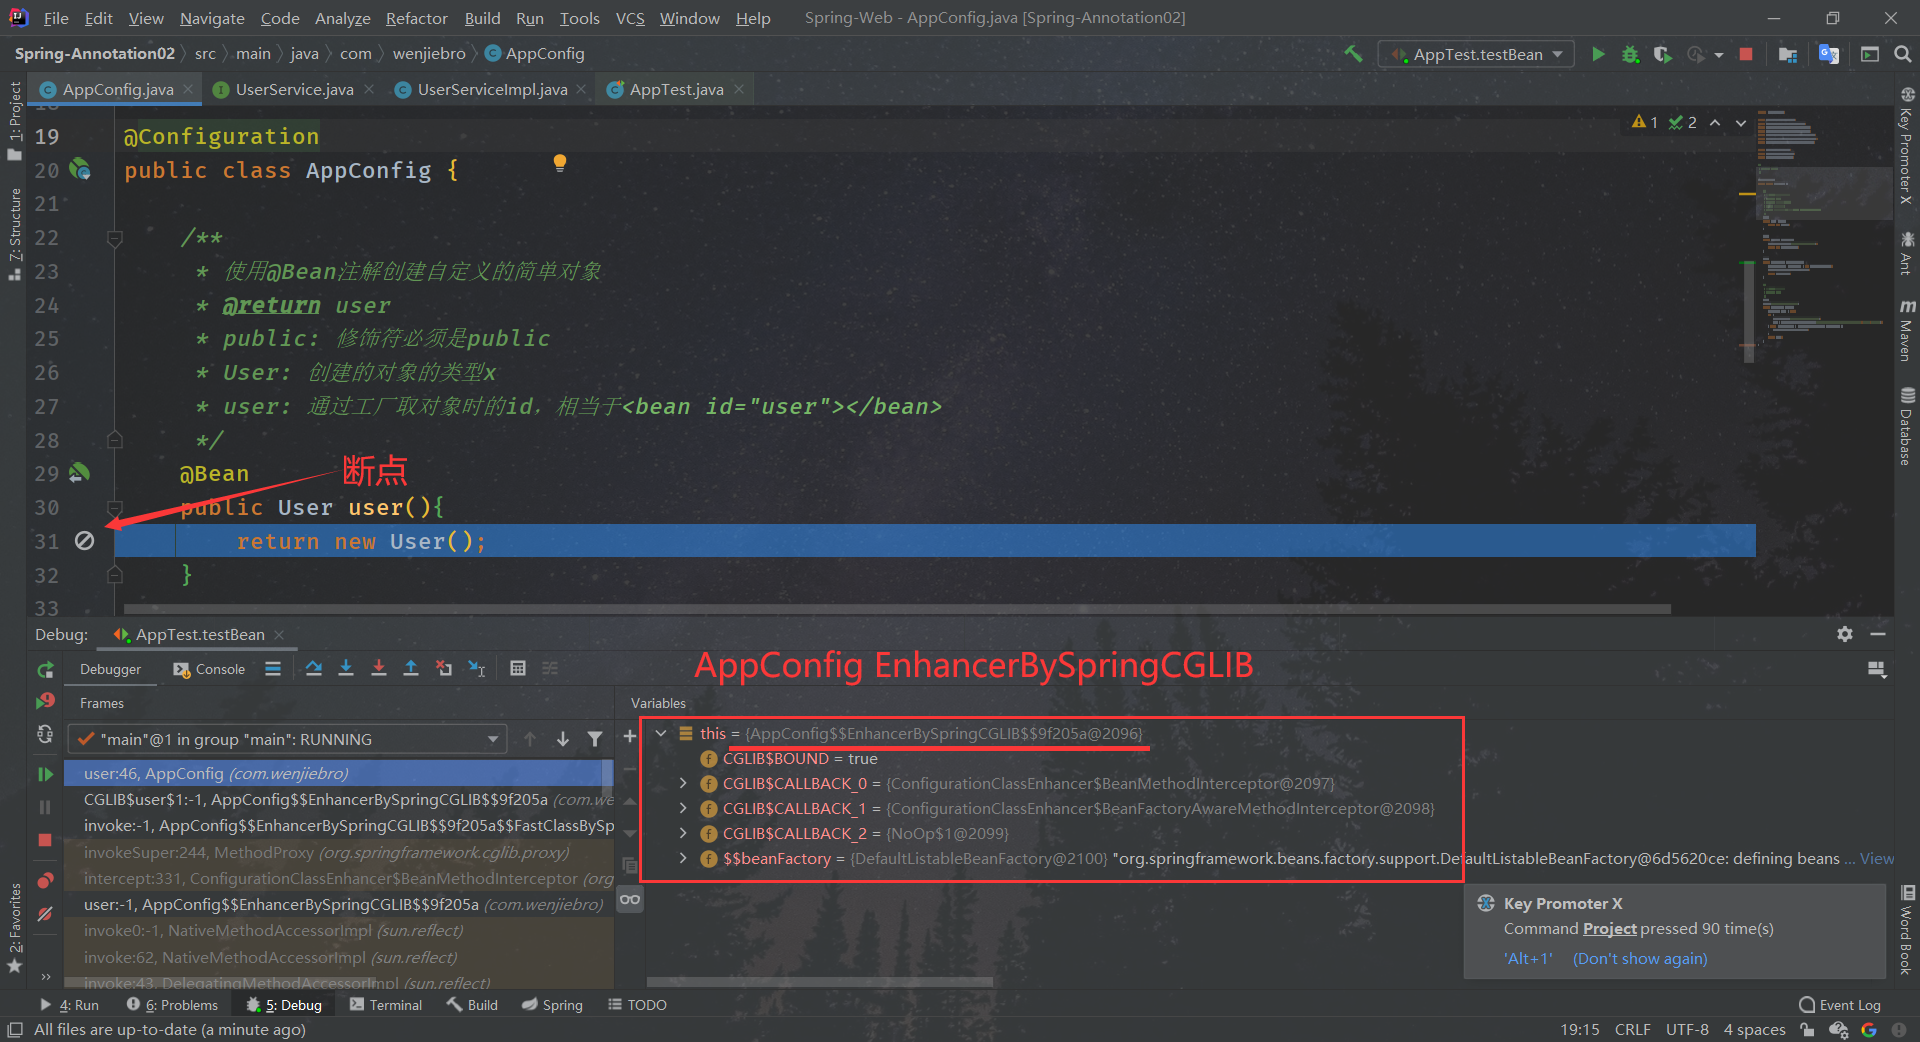 File Edit View Navigate Code Analyze Refactor Build Run Tools VCS Window Help Spring-Web - AppConfig.java [Spring-Annotation02]
Spring-Annotation02 src main java com wenjiebro AppConfig AppTest.testBean
AppConfig.java UserService.java UserServiceImpl.java AppTest.java
1: Project
7: Structure
2: Favorites
Key Promoter X
Ant
Maven
Database
Word Book
1 2
19 @Configuration
20 public class AppConfig {
21
22 /**
23 * 使用@Bean注解创建自定义的简单对象
24 * @return user
25 * public: 修饰符必须是public
26 * User: 创建的对象的类型x
27 * user: 通过工厂取对象时的id，相当于<bean id="user"></bean>
28 */
29 @Bean
断点
30 public User user(){
31 return new User();
32 }
33
Debug: AppTest.testBean
Debugger Console
AppConfig EnhancerBySpringCGLIB
Frames
"main"@1 in group "main": RUNNING
user:46, AppConfig (com.wenjiebro)
CGLIB$user$1:-1, AppConfig$$EnhancerBySpringCGLIB$$9f205a (com.we
invoke:-1, AppConfig$$EnhancerBySpringCGLIB$$9f205a$$FastClassBySp
invokeSuper:244, MethodProxy (org.springframework.cglib.proxy)
intercept:331, ConfigurationClassEnhancer$BeanMethodInterceptor (org
user:-1, AppConfig$$EnhancerBySpringCGLIB$$9f205a (com.wenjiebro)
invoke0:-1, NativeMethodAccessorImpl (sun.reflect)
invoke:62, NativeMethodAccessorImpl (sun.reflect)
invoke:43, DelegatingMethodAccessorImpl (sun.reflect)
Variables
this = {AppConfig$$EnhancerBySpringCGLIB$$9f205a@2096}
CGLIB$BOUND = true
CGLIB$CALLBACK_0 = {ConfigurationClassEnhancer$BeanMethodInterceptor@2097}
CGLIB$CALLBACK_1 = {ConfigurationClassEnhancer$BeanFactoryAwareMethodInterceptor@2098}
CGLIB$CALLBACK_2 = {NoOp$1@2099}
$$beanFactory = {DefaultListableBeanFactory@2100} "org.springframework.beans.factory.support.DefaultListableBeanFactory@6d5620ce: defining beans ... View
Key Promoter X
Command Project pressed 90 time(s)
'Alt+1' (Don't show again)
4: Run 6: Problems 5: Debug Terminal Build Spring TODO Event Log
All files are up-to-date (a minute ago) 19:15 CRLF UTF-8 4 spaces